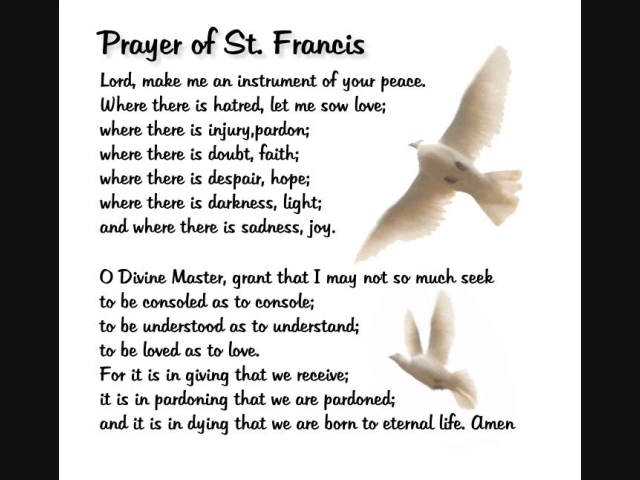 Prayer of St. Francis
Lord, make me an instrument of your peace.
Where there is hatred, let me sow love;
where there is injury,pardon;
where there is doubt, faith;
where there is despair, hope;
where there is darkness, light;
and where there is sadness, joy.
O Divine Master, grant that I may not so much seek
to be consoled as to console;
to be understood as to understand;
to be loved as to love.
For it is in giving that we receive;
it is in pardoning that we are pardoned;
and it is in dying that we are born to eternal life. Amen